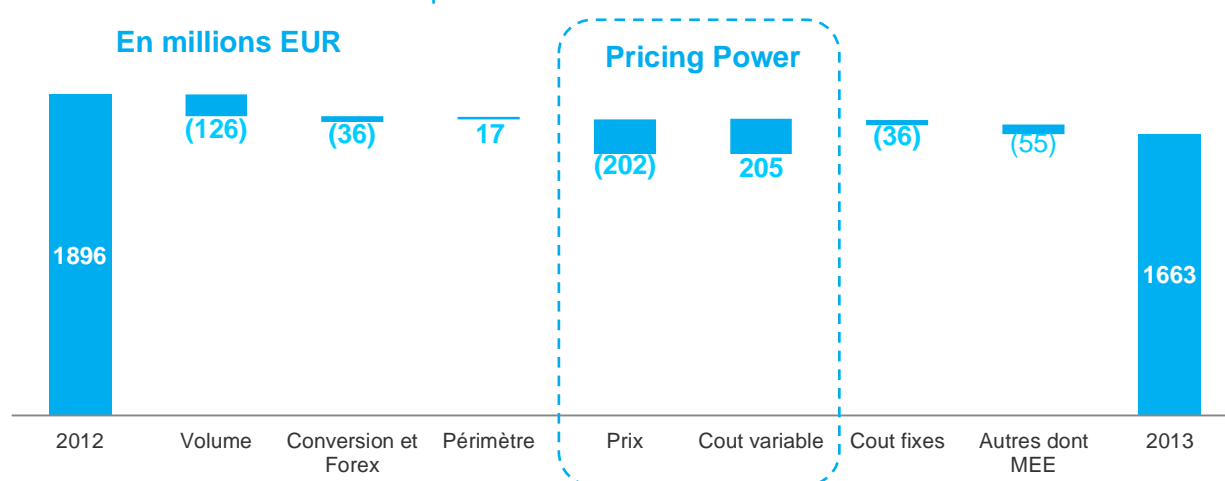 En millions EUR
Pricing Power
(126)
(36)
17
(202)
205
(36)
(55)
1896
1663
2012
Volume
Conversion et
Forex
Périmètre
Prix
Cout variable
Cout fixes
Autres dont
MEE
2013